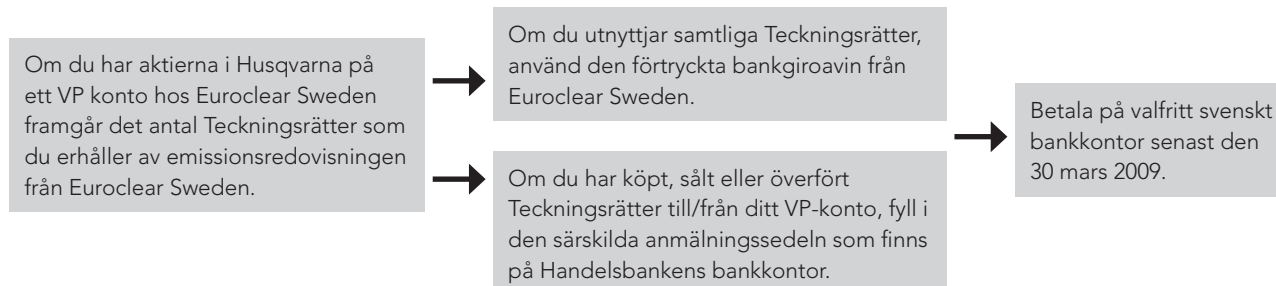 Om du har aktierna i Husqvarna på
ett VP konto hos Euroclear Sweden
framgår det antal Teckningsrätter som
du erhåller av emissionsredovisningen
från Euroclear Sweden.
Om du utnyttjar samtliga Teckningsrätter,
använd den förtryckta bankgiroavin från
Euroclear Sweden.
Om du har köpt, sålt eller överfört
Teckningsrätter till/från ditt VP-konto, fyll i
den särskilda anmälningssedeln som finns
på Handelsbankens bankkontor.
Betala på valfritt svenskt
bankkontor senast den
30 mars 2009.